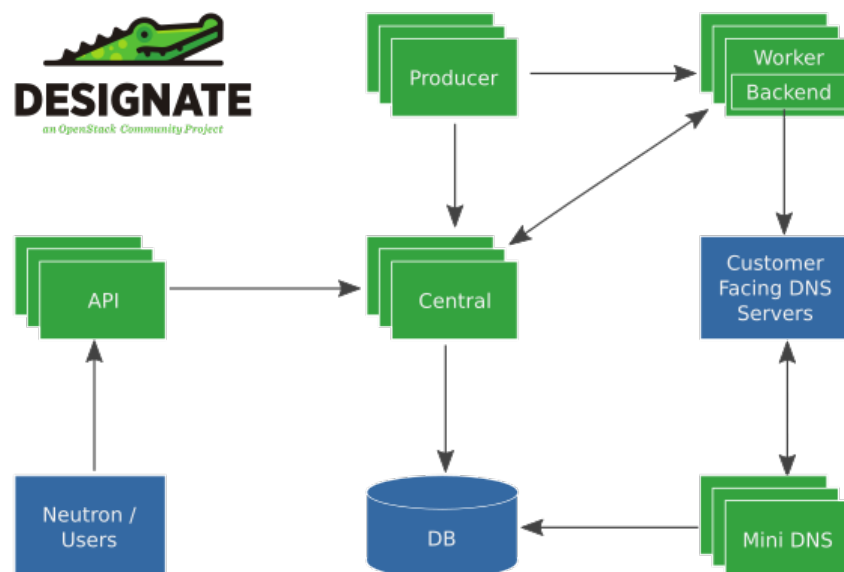 DESIGNATE
an OpenStack Community Project
Producer
Worker
Backend
API
Central
Customer
Facing DNS
Servers
Neutron /
Users
DB
Mini DNS